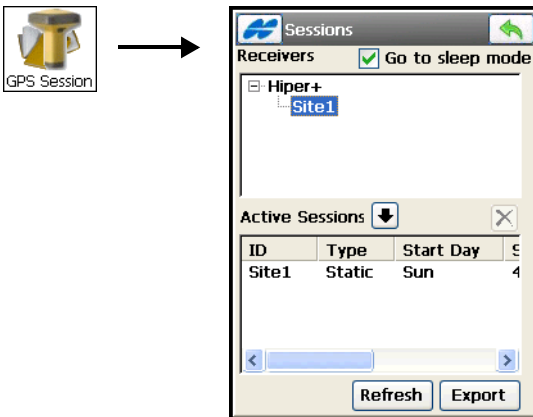 GPS Session
Sessions
Receivers Go to sleep mode
Hiper+
Site1
Active Sessions
ID Type Start Day S
Site1 Static Sun 4
Refresh Export